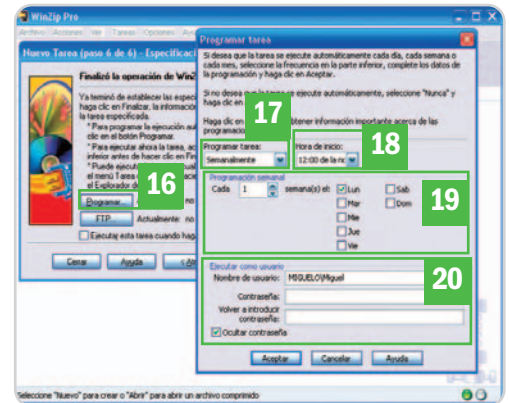 WinZip Pro
Archivo Acciones Ver Tareas Opciones
Nuevo Tarea (paso 6 de 6) - Especificaci
Finalizó la operación de Win
Ya terminó de establecer las espec
haga clic en Finalizar, la informació
la tarea especificada.
* Para programar la ejecución au
clic en el botón Programar.
* Para ejecutar ahora la tarea, ac
inferior antes de hacer clic en Fin
* Puede ejecut
el menú Tarea
el Explorador d
16
Programar... no
FTP... Actualmente: no
Ejecutar esta tarea cuando hag
Cerrar Ayuda
Programar tarea
Si desea que la tarea se ejecute automáticamente cada día, cada semana o
cada mes, seleccione la frecuencia en la parte inferior, complete los datos de
la programación y haga clic en Aceptar.
Si no desea que la tarea se ejecute automáticamente, seleccione "Nunca" y
haga clic en
Haga clic en btener información importante acerca de las
programacio
17
18
Programar tarea: Hora de inicio:
Semanalmente 12:00 de la noc
Programación semanal
Cada 1 semana(s) el: Lun Sab
Mar Dom
Mie
Jue
Vie
19
Ejecutar como usuario
Nombre de usuario: MIGUELO\Miguel
20
Contraseña:
Volver a introducir
contraseña:
Ocultar contraseña
Aceptar Cancelar Ayuda
Seleccione "Nuevo" para crear o "Abrir" para abrir un archivo comprimido